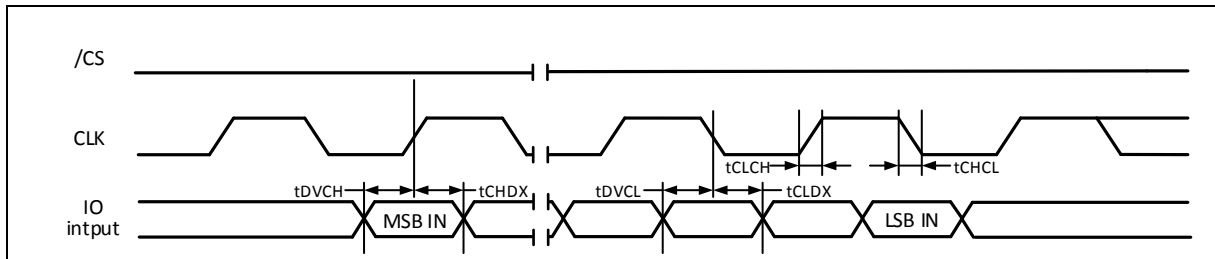 /CS
CLK
tCLCH
tCHCL
tDVCH
tCHDX
tDVCL
tCLDX
IO
intput
MSB IN
LSB IN